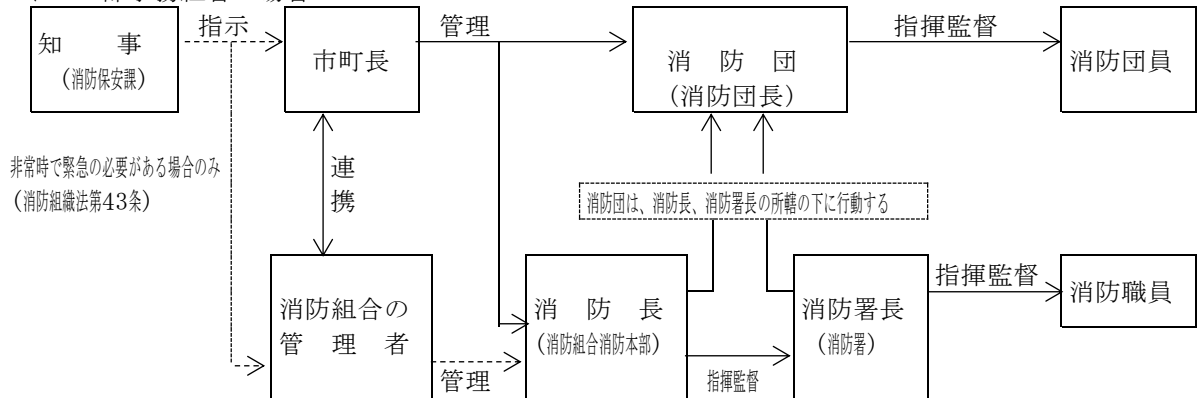 指示
管理
指揮監督
知　　事
（消防保安課）
市町長
消　防　団
（消防団長）
消防団員
非常時で緊急の必要がある場合のみ
（消防組織法第43条）
連携
消防団は、消防長、消防署長の所轄の下に行動する
消防組合の
管　理　者
管理
消　防　長
（消防組合消防本部）
指揮監督
消防署長
（消防署）
指揮監督
消防職員